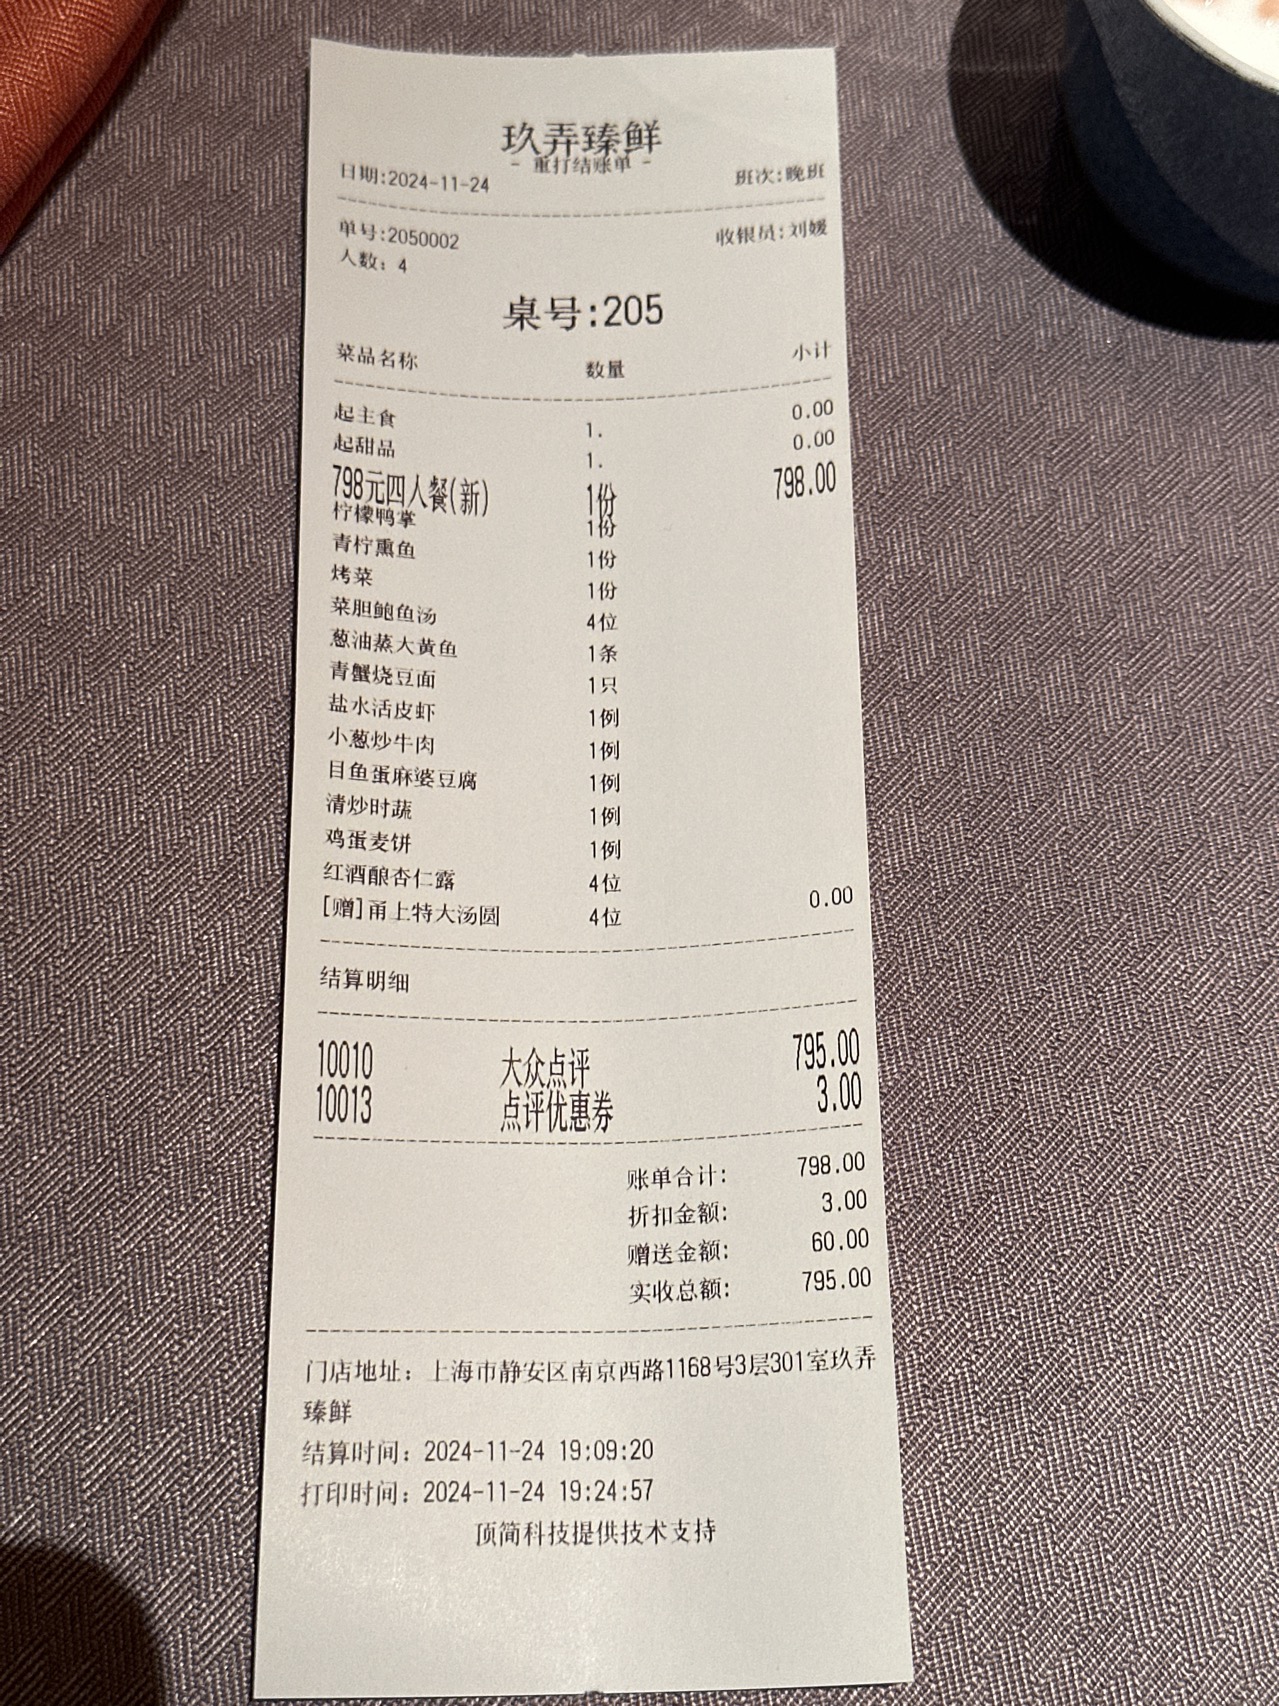 玖弄臻鲜
- 重打结账单 -
日期:2024-11-24 班次:晚班
单号:2050002 收银员:刘媛
人数: 4
桌号:205
菜品名称 数量 小计
起主食 1. 0.00
起甜品 1. 0.00
798元四人餐(新) 1份 798.00
柠檬鸭掌 1份
青柠熏鱼 1份
烤菜 1份
菜胆鲍鱼汤 4位
葱油蒸大黄鱼 1条
青蟹烧豆面 1只
盐水活皮虾 1例
小葱炒牛肉 1例
目鱼蛋麻婆豆腐 1例
清炒时蔬 1例
鸡蛋麦饼 1例
红酒酿杏仁露 4位
[赠]甬上特大汤圆 4位 0.00
结算明细
10010 大众点评 795.00
10013 点评优惠券 3.00
账单合计: 798.00
折扣金额: 3.00
赠送金额: 60.00
实收总额: 795.00
门店地址: 上海市静安区南京西路1168号3层301室玖弄
臻鲜
结算时间: 2024-11-24 19:09:20
打印时间: 2024-11-24 19:24:57
顶简科技提供技术支持